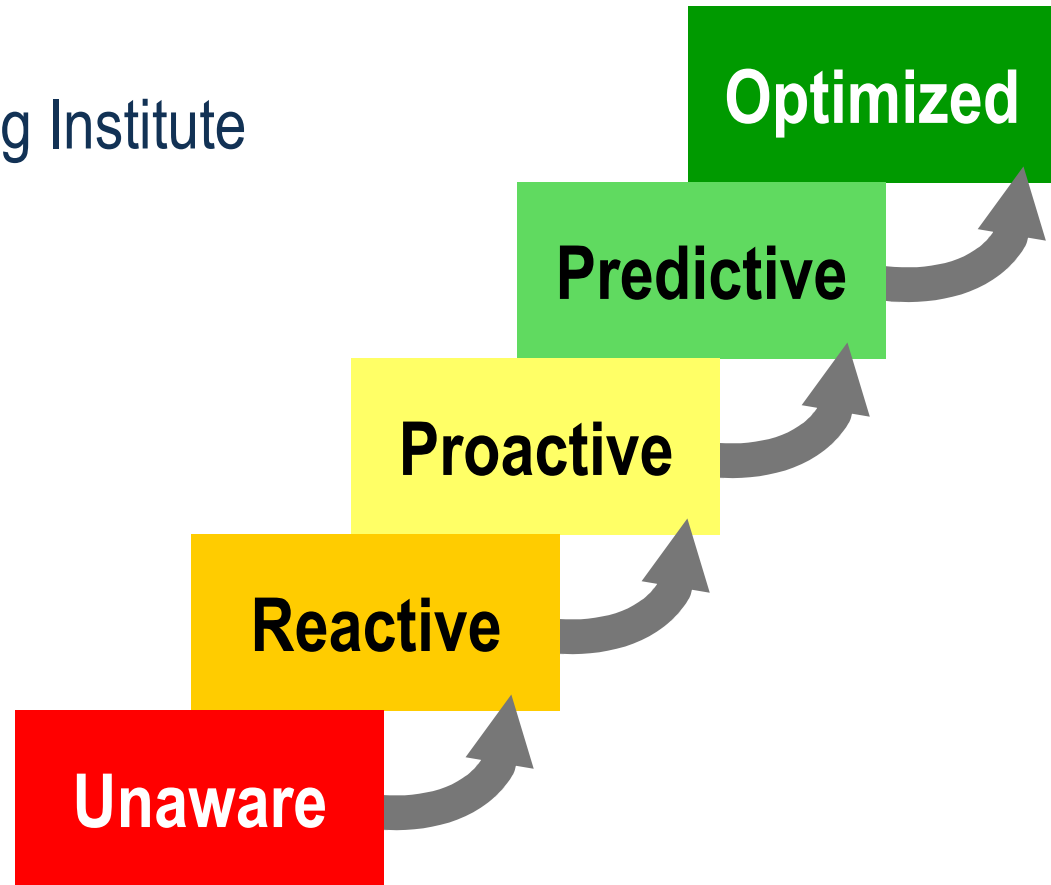 Optimized
g Institute
Predictive
Proactive
Reactive
Unaware